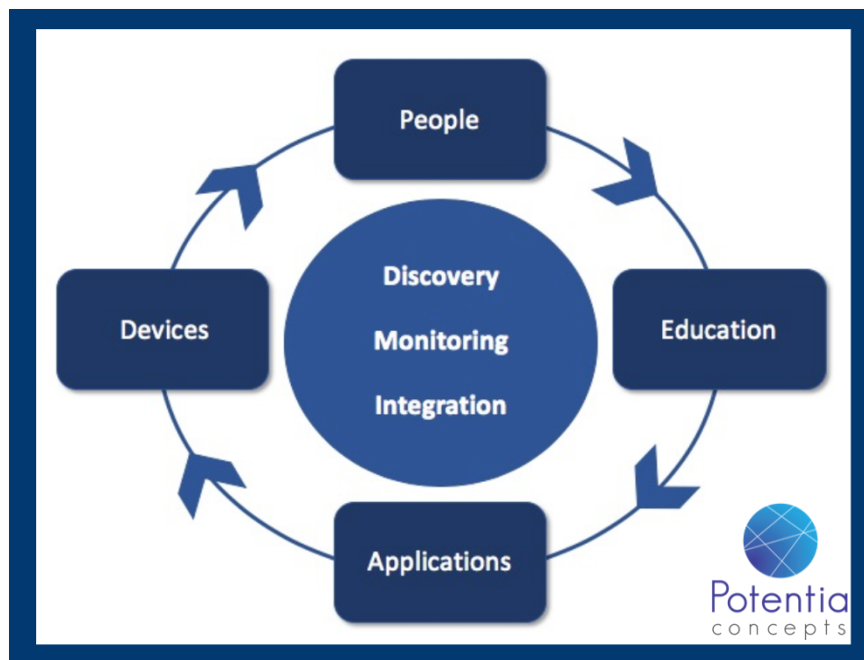 People
Discovery
Devices
Monitoring
Education
Integration
Applications
Potentia
concepts